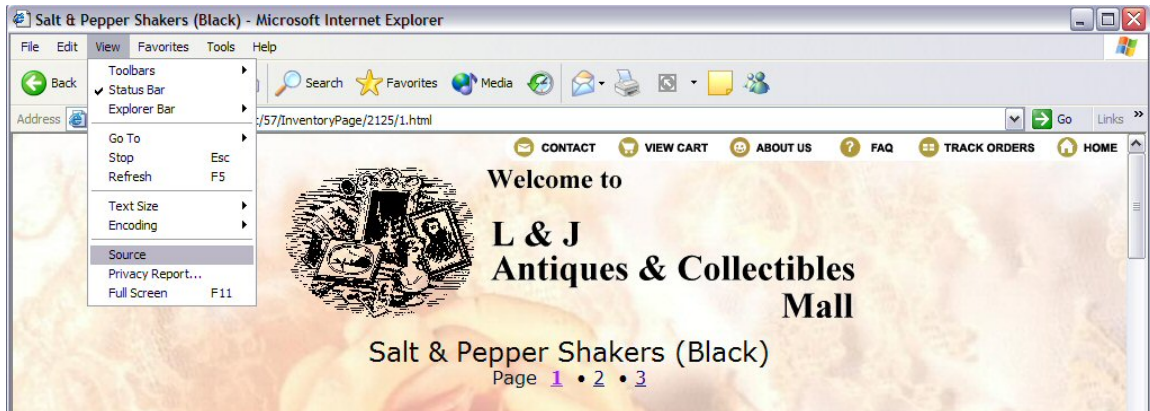 Salt & Pepper Shakers (Black) - Microsoft Internet Explorer
File Edit View Favorites Tools Help
Back Search Favorites Media
Toolbars
Status Bar
Explorer Bar
Go To
Stop Esc
Refresh F5
Text Size
Encoding
Source
Privacy Report...
Full Screen F11
Address :/57/InventoryPage/2125/1.html Go Links »
CONTACT VIEW CART ABOUT US ? FAQ TRACK ORDERS HOME
Welcome to
L & J
Antiques & Collectibles
Mall
Salt & Pepper Shakers (Black)
Page 1 • 2 • 3